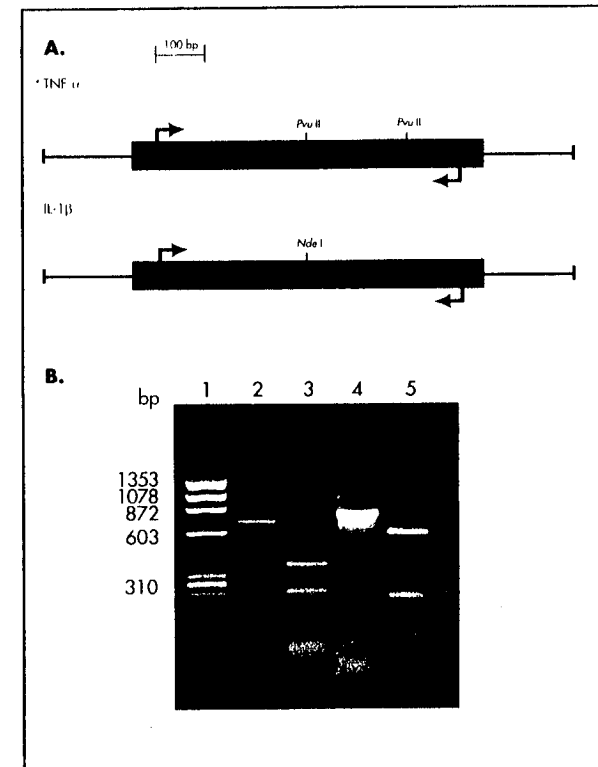 A.
100 bp
TNF α
Pvu II Pvu II
IL-1β
Nde I
B.
bp 1 2 3 4 5
1353
1078
872
603
310